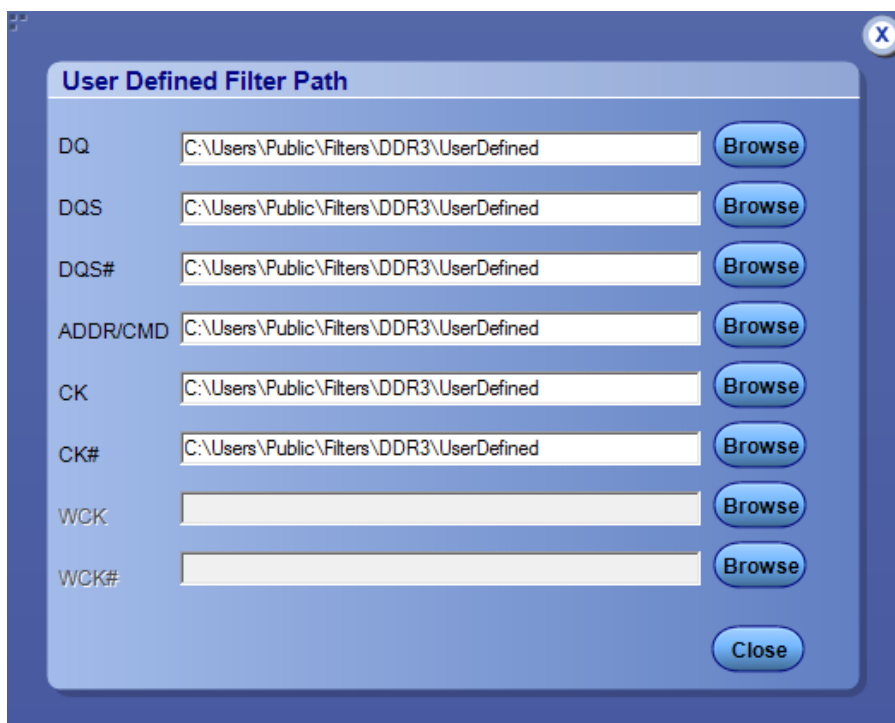 X
User Defined Filter Path
DQ C:\Users\Public\Filters\DDR3\UserDefined Browse
DQS C:\Users\Public\Filters\DDR3\UserDefined Browse
DQS# C:\Users\Public\Filters\DDR3\UserDefined Browse
ADDR/CMD C:\Users\Public\Filters\DDR3\UserDefined Browse
CK C:\Users\Public\Filters\DDR3\UserDefined Browse
CK# C:\Users\Public\Filters\DDR3\UserDefined Browse
WCK Browse
WCK# Browse
Close